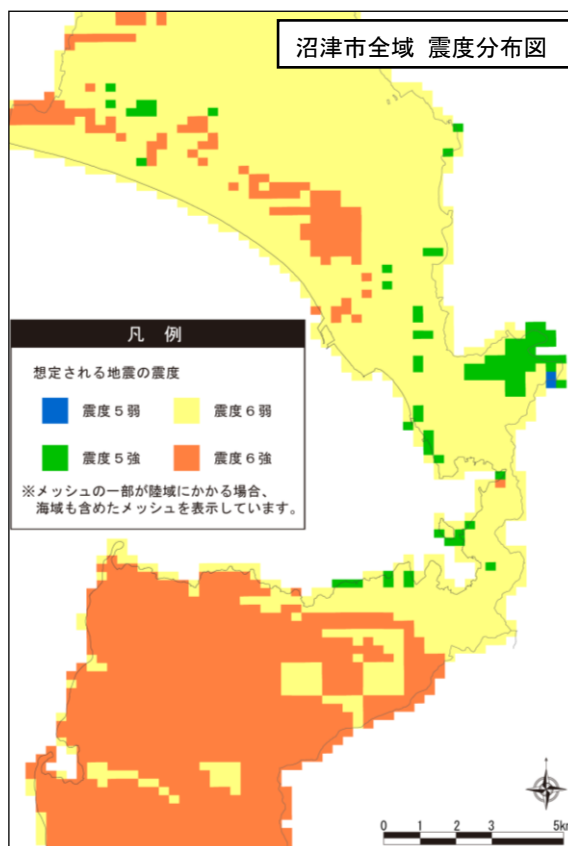 沼津市全域 震度分布図
凡 例
想定される地震の震度
震度５弱 震度６弱
震度５強 震度６強
※メッシュの一部が陸域にかかる場合、
海域も含めたメッシュを表示しています。
0 1 2 3 5km